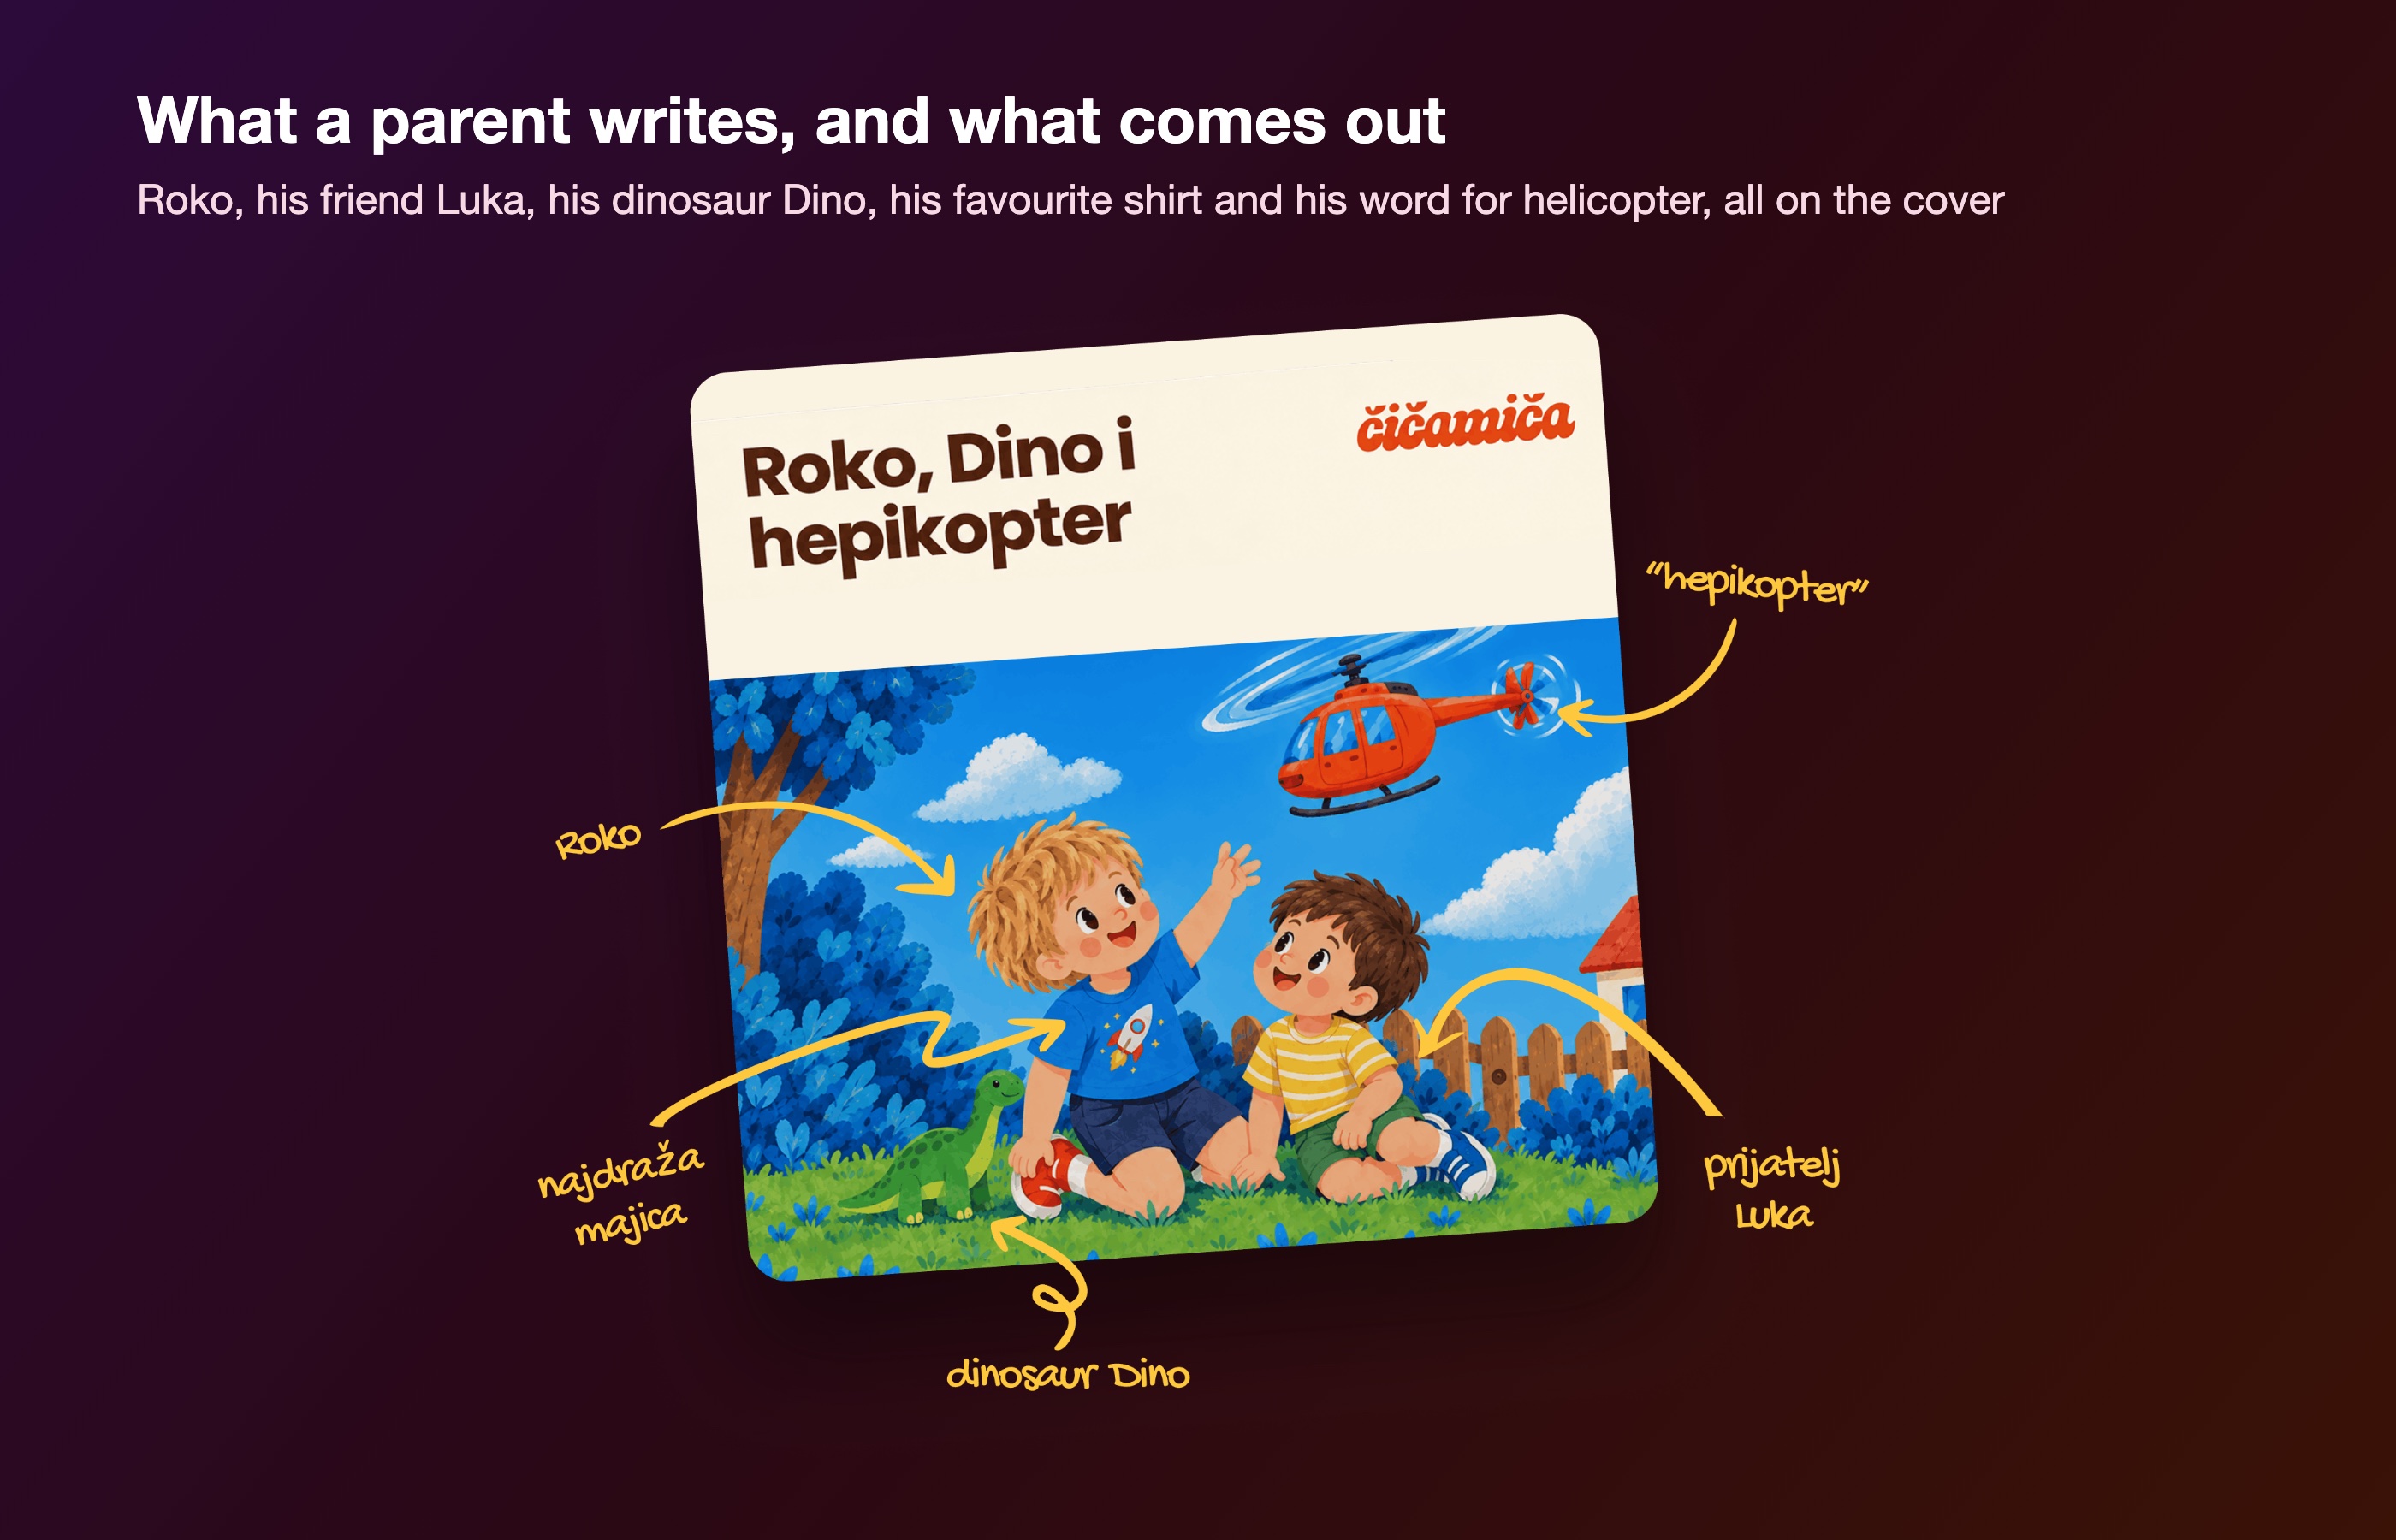 What a parent writes, and what comes out
Roko, his friend Luka, his dinosaur Dino, his favourite shirt and his word for helicopter, all on the cover
Roko, Dino i
hepikopter
čičamiča
“hepikopter”
Roko
najdraža
majica
prijatelj
Luka
dinosaur Dino